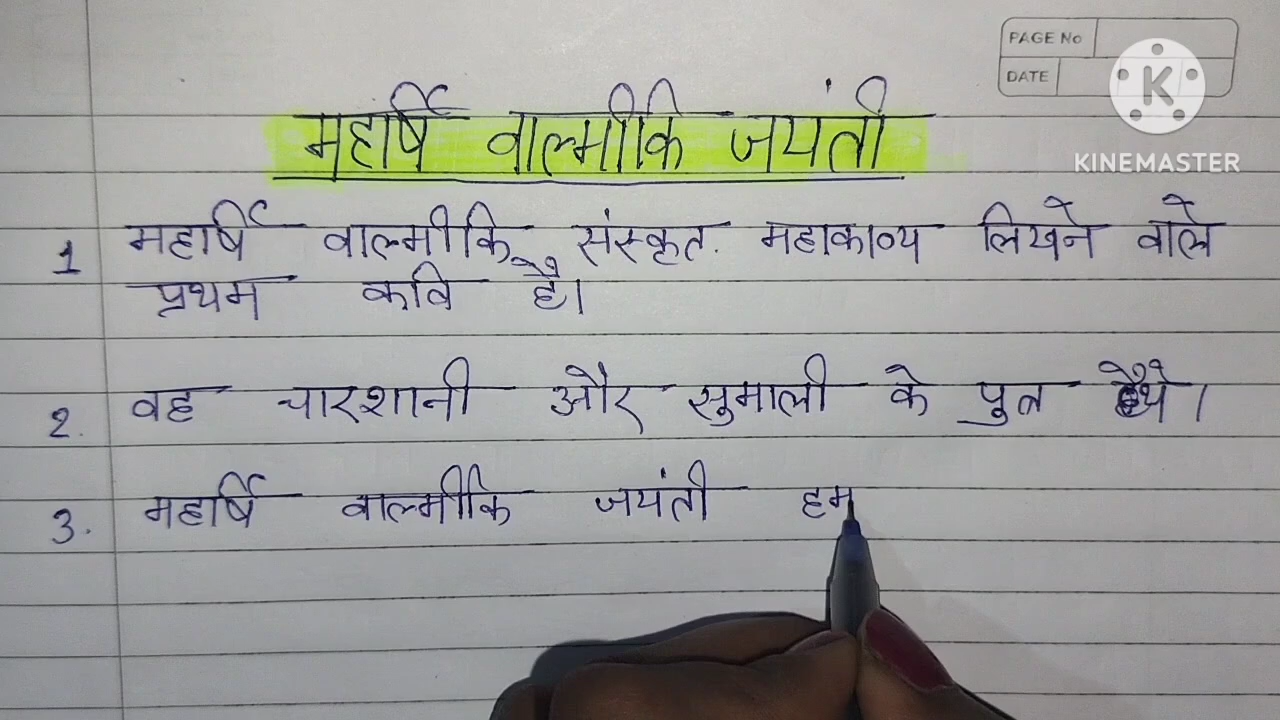 PAGE No
DATE
K
KINEMASTER
महर्षि वाल्मीकि जयंती
1 महर्षि वाल्मीकि संस्कृत महाकाव्य लिखने वाले
प्रथम कवि है।
2. वह चारशानी और सुमाली के पुत्र थे।
3. महर्षि वाल्मीकि जयंती हम